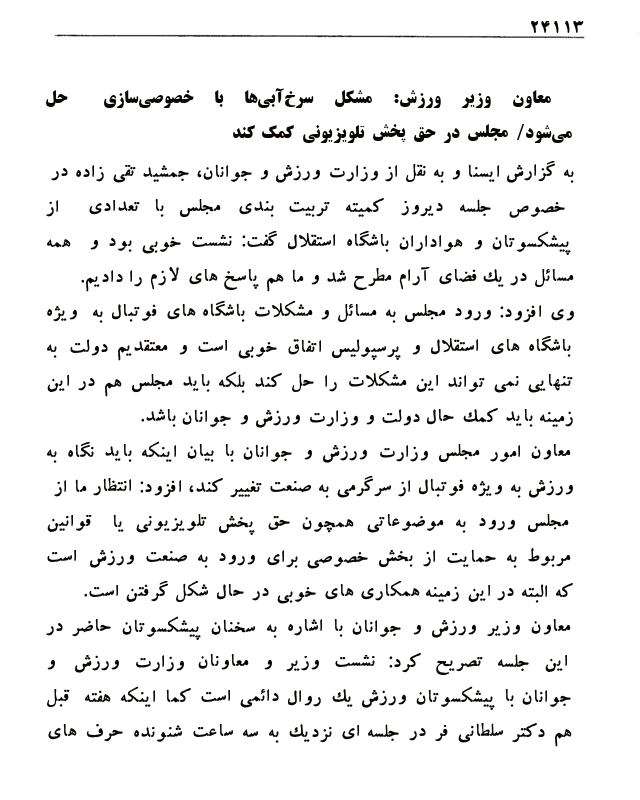 ۲۴۱۱۳
معاون وزیر ورزش: مشکل سرخ‌آبی‌ها با خصوصی‌سازی حل
می‌شود/ مجلس در حق پخش تلویزیونی کمک کند
به گزارش ایسنا و به نقل از وزارت ورزش و جوانان، جمشید تقی زاده در
خصوص جلسه دیروز کمیته تربیت بندی مجلس با تعدادی از
پیشکسوتان و هواداران باشگاه استقلال گفت: نشست خوبی بود و همه
مسائل در یك فضای آرام مطرح شد و ما هم پاسخ های لازم را دادیم.
وی افزود: ورود مجلس به مسائل و مشکلات باشگاه های فوتبال به ویژه
باشگاه های استقلال و پرسپولیس اتفاق خوبی است و معتقدیم دولت به
تنهایی نمی تواند این مشکلات را حل کند بلکه باید مجلس هم در این
زمینه باید کمك حال دولت و وزارت ورزش و جوانان باشد.
معاون امور مجلس وزارت ورزش و جوانان با بیان اینکه باید نگاه به
ورزش به ویژه فوتبال از سرگرمی به صنعت تغییر کند، افزود: انتظار ما از
مجلس ورود به موضوعاتی همچون حق پخش تلویزیونی یا قوانین
مربوط به حمایت از بخش خصوصی برای ورود به صنعت ورزش است
که البته در این زمینه همکاری های خوبی در حال شکل گرفتن است.
معاون وزیر ورزش و جوانان با اشاره به سخنان پیشکسوتان حاضر در
این جلسه تصریح کرد: نشست وزیر و معاونان وزارت ورزش و
جوانان با پیشکسوتان ورزش یك روال دائمی است کما اینکه هفته قبل
هم دکتر سلطانی فر در جلسه ای نزدیك به سه ساعت شنونده حرف های